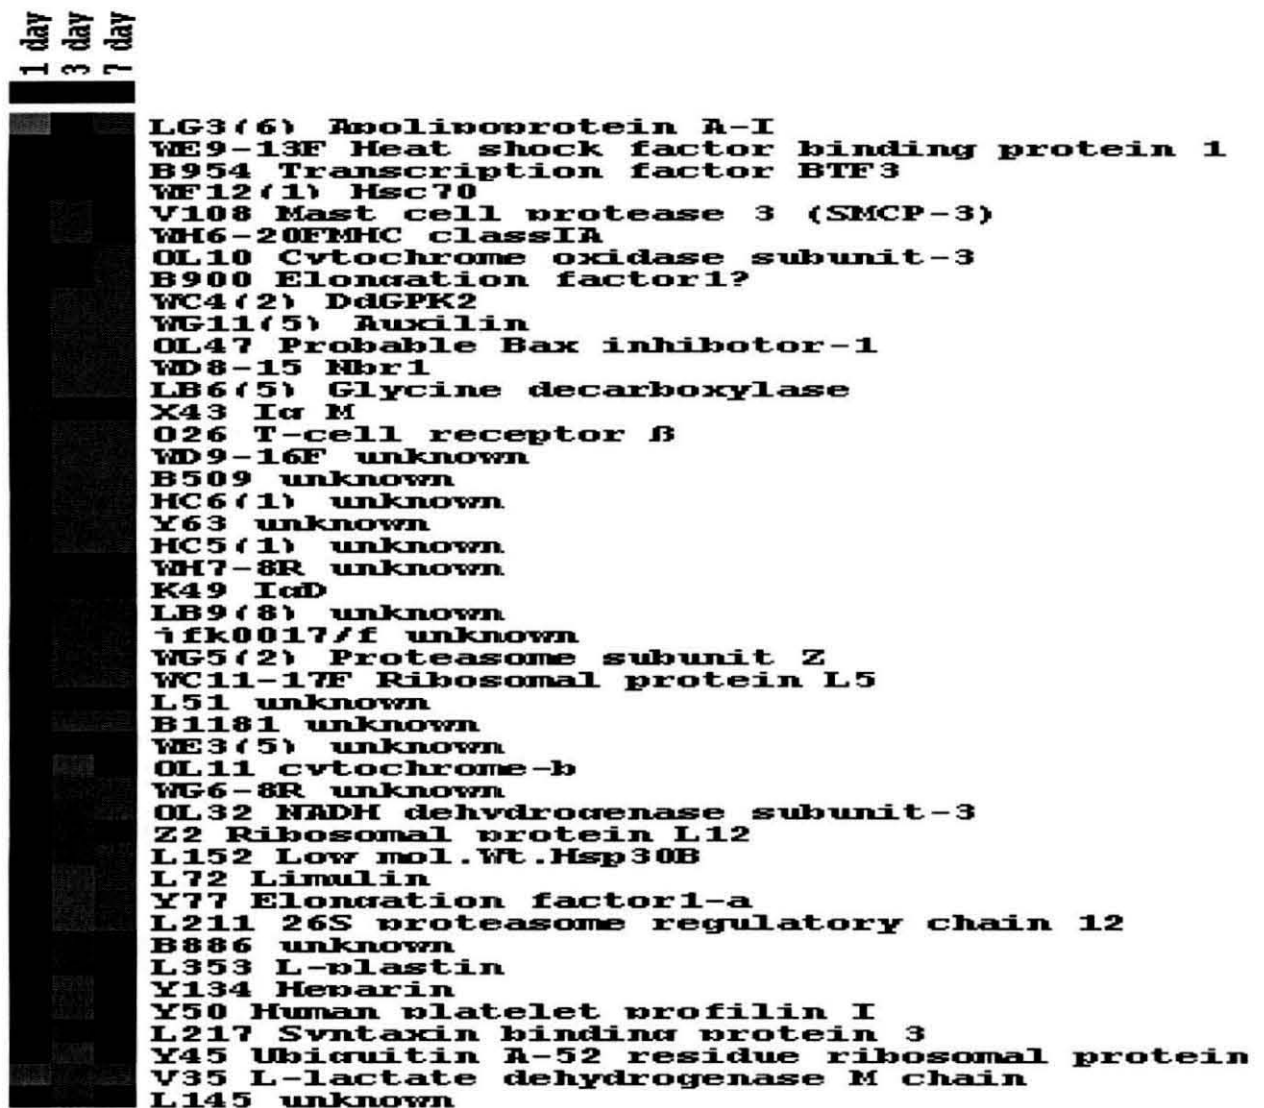 1 day
3 day
7 day
LG3(6) Apolipoprotein A-I
WE9-13F Heat shock factor binding protein 1
B954 Transcription factor BTF3
WF12(1) Hsc70
V108 Mast cell protease 3 (SMCP-3)
WH6-20FMHC classIA
OL10 Cytochrome oxidase subunit-3
B900 Elongation factor1?
WC4(2) DdGPK2
WG11(5) Auxilin
OL47 Probable Bax inhibotor-1
WD8-15 Nbr1
LB6(5) Glycine decarboxylase
X43 Igα M
O26 T-cell receptor ß
WD9-16F unknown
B509 unknown
HC6(1) unknown
Y63 unknown
HC5(1) unknown
WH7-8R unknown
K49 IgD
LB9(8) unknown
ifk0017/f unknown
WG5(2) Proteasome subunit Z
WC11-17F Ribosomal protein L5
L51 unknown
B1181 unknown
WE3(5) unknown
OL11 cytochrome-b
WG6-8R unknown
OL32 NADH dehydrogenase subunit-3
Z2 Ribosomal protein L12
L152 Low mol.Wt.Hsp30B
L72 Limulin
Y77 Elongation factor1-a
L211 26S proteasome regulatory chain 12
B886 unknown
L353 L-plastin
Y134 Heparin
Y50 Human platelet profilin I
L217 Syntaxin binding protein 3
Y45 Ubiquitin A-52 residue ribosomal protein
V35 L-lactate dehydrogenase M chain
L145 unknown